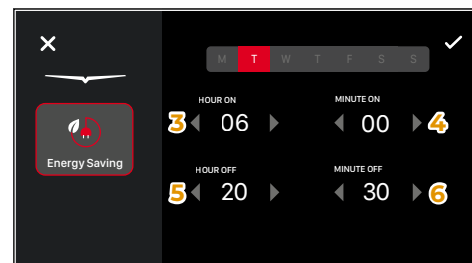 M T W T F S S
HOUR ON MINUTE ON
3 06 00 4
Energy Saving
HOUR OFF MINUTE OFF
5 20 30 6